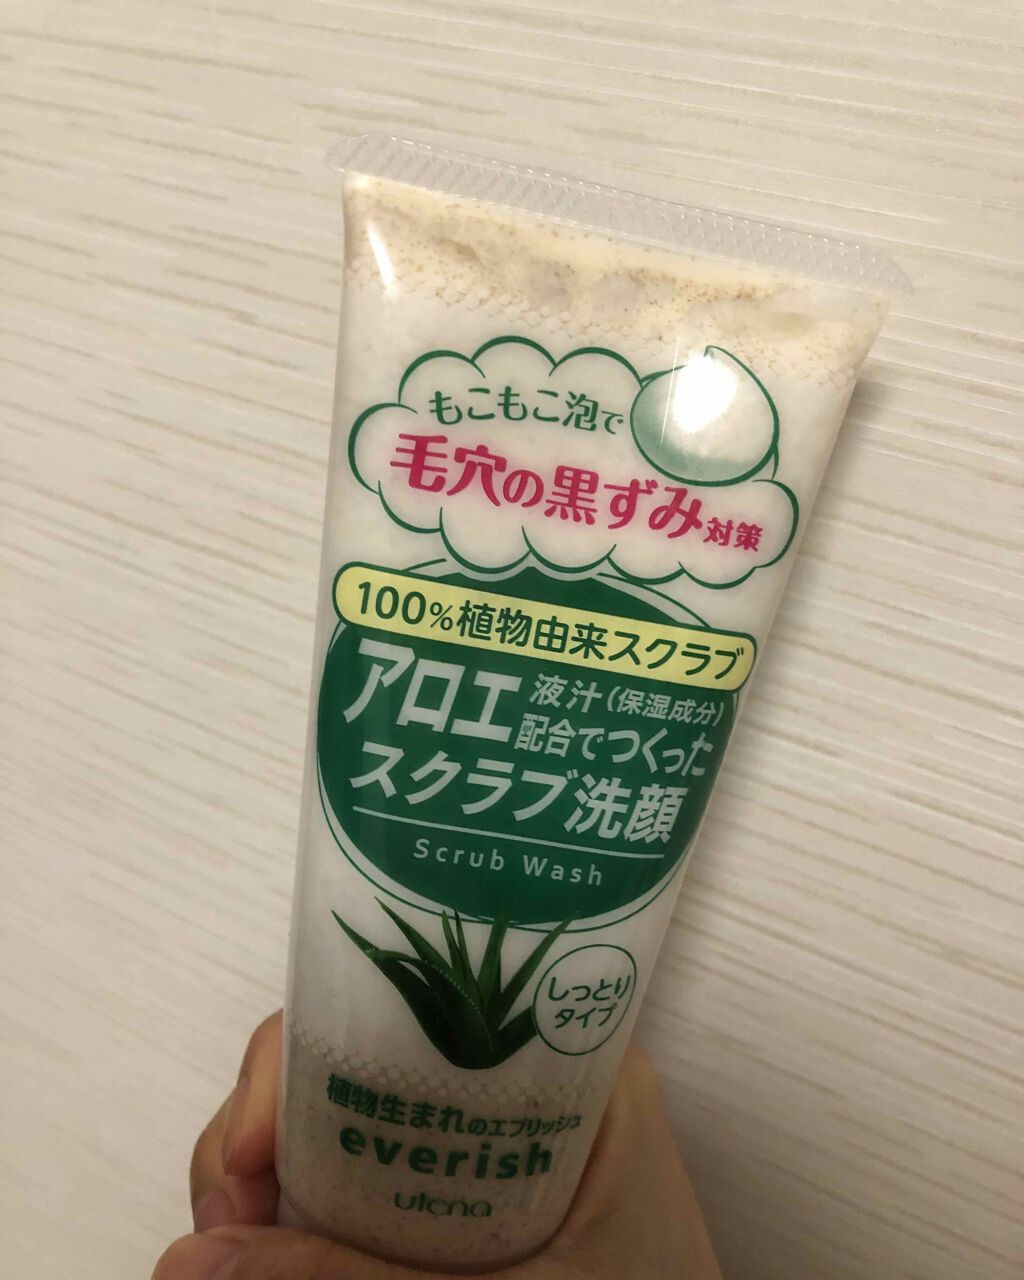 もこもこ泡で
毛穴の黒ずみ対策
100%植物由来スクラブ
アロエ液汁(保湿成分)
配合でつくった
スクラブ洗顔
Scrub Wash
しっとり
タイプ
植物生まれのエブリッシュ
everish
utena